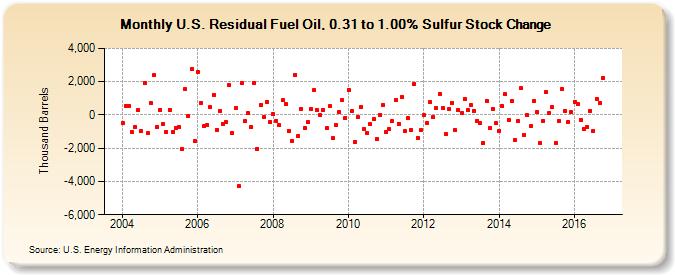 Monthly U.S. Residual Fuel Oil, 0.31 to 1.00% Sulfur Stock Change
Thousand Barrels
4,000
2,000
0
-2,000
-4,000
-6,000
2004 2006 2008 2010 2012 2014 2016
Source: U.S. Energy Information Administration